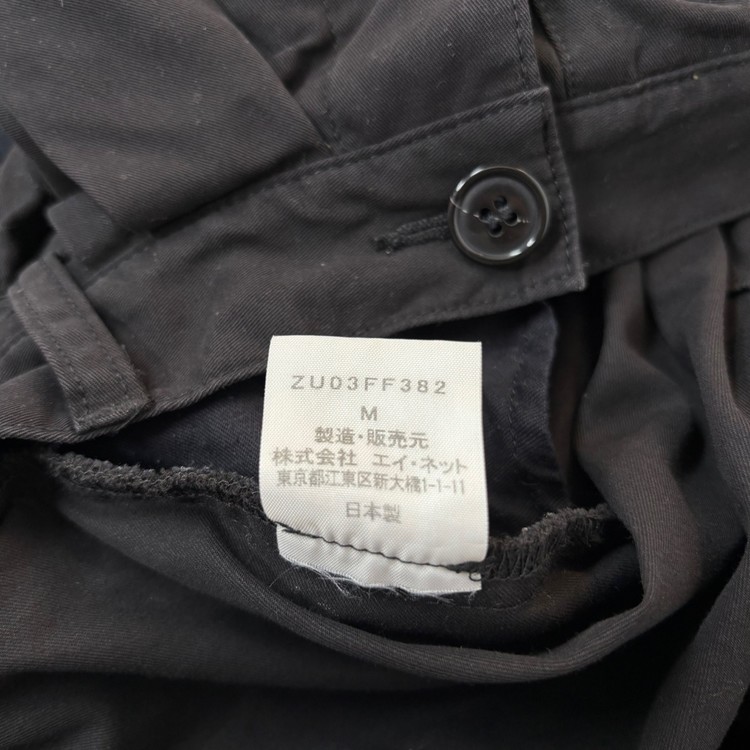 ZU03FF382
M
製造・販売元
株式会社 エイ・ネット
東京都江東区新大橋1-1-11
日本製